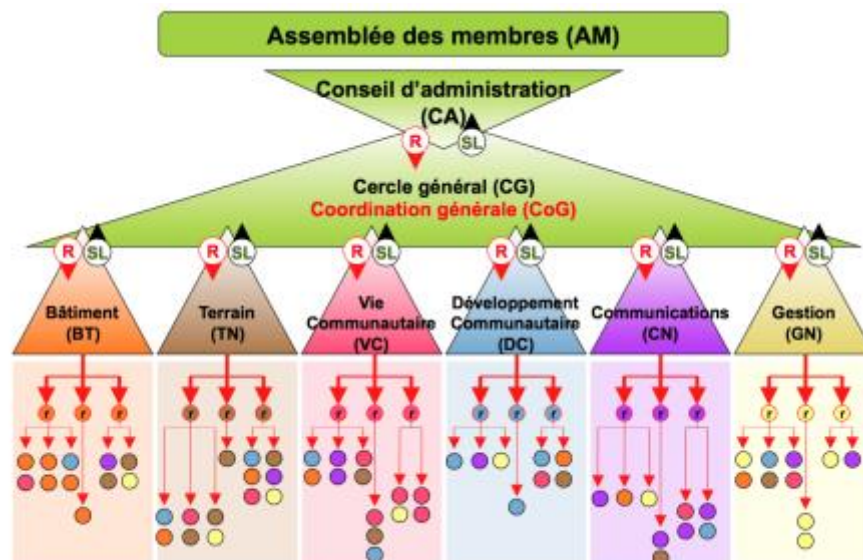 Assemblée des membres (AM)
Conseil d'administration
(CA)
R SL
Cercle général (CG)
Coordination générale (CoG)
R SL R SL R SL R SL R SL R SL
Bâtiment
(BT)
Terrain
(TN)
Vie
Communautaire
(VC)
Développement
Communautaire
(DC)
Communications
(CN)
Gestion
(GN)
r r r r r r r r r r r r r r r r r r